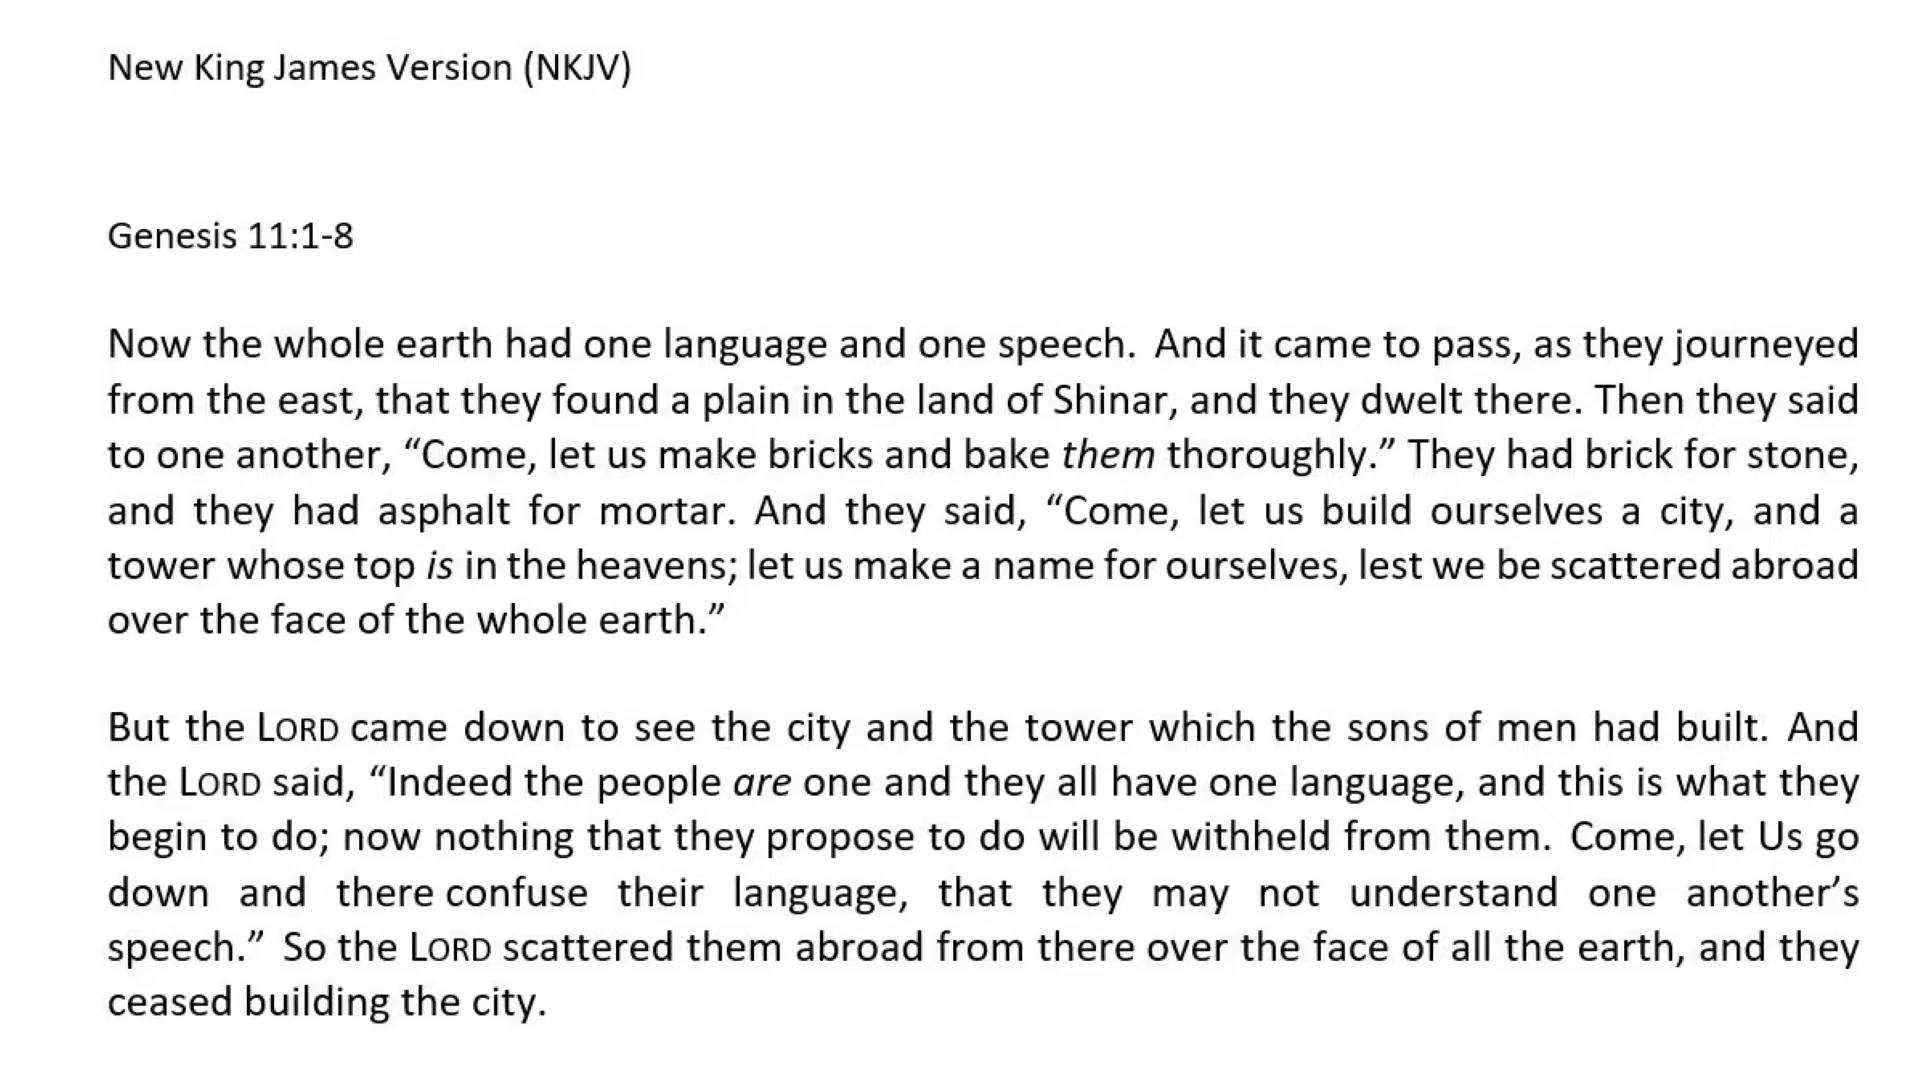 New King James Version (NKJV)
Genesis 11:1-8
Now the whole earth had one language and one speech. And it came to pass, as they journeyed
from the east, that they found a plain in the land of Shinar, and they dwelt there. Then they said
to one another, “Come, let us make bricks and bake them thoroughly.” They had brick for stone,
and they had asphalt for mortar. And they said, “Come, let us build ourselves a city, and a
tower whose top is in the heavens; let us make a name for ourselves, lest we be scattered abroad
over the face of the whole earth.”
But the LORD came down to see the city and the tower which the sons of men had built. And
the LORD said, “Indeed the people are one and they all have one language, and this is what they
begin to do; now nothing that they propose to do will be withheld from them. Come, let Us go
down and there confuse their language, that they may not understand one another’s
speech.” So the LORD scattered them abroad from there over the face of all the earth, and they
ceased building the city.